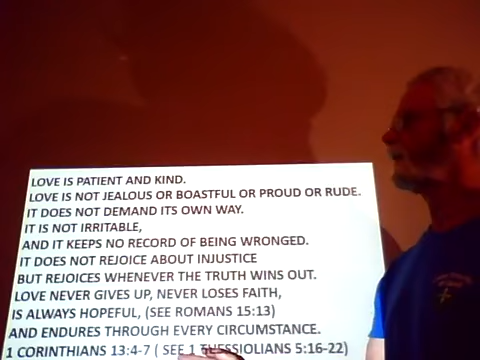 LOVE IS PATIENT AND KIND.
LOVE IS NOT JEALOUS OR BOASTFUL OR PROUD OR RUDE.
IT DOES NOT DEMAND ITS OWN WAY.
IT IS NOT IRRITABLE,
AND IT KEEPS NO RECORD OF BEING WRONGED.
IT DOES NOT REJOICE ABOUT INJUSTICE
BUT REJOICES WHENEVER THE TRUTH WINS OUT.
LOVE NEVER GIVES UP, NEVER LOSES FAITH,
IS ALWAYS HOPEFUL, (SEE ROMANS 15:13)
AND ENDURES THROUGH EVERY CIRCUMSTANCE.
1 CORINTHIANS 13:4-7 ( SEE 1 5:16-22)